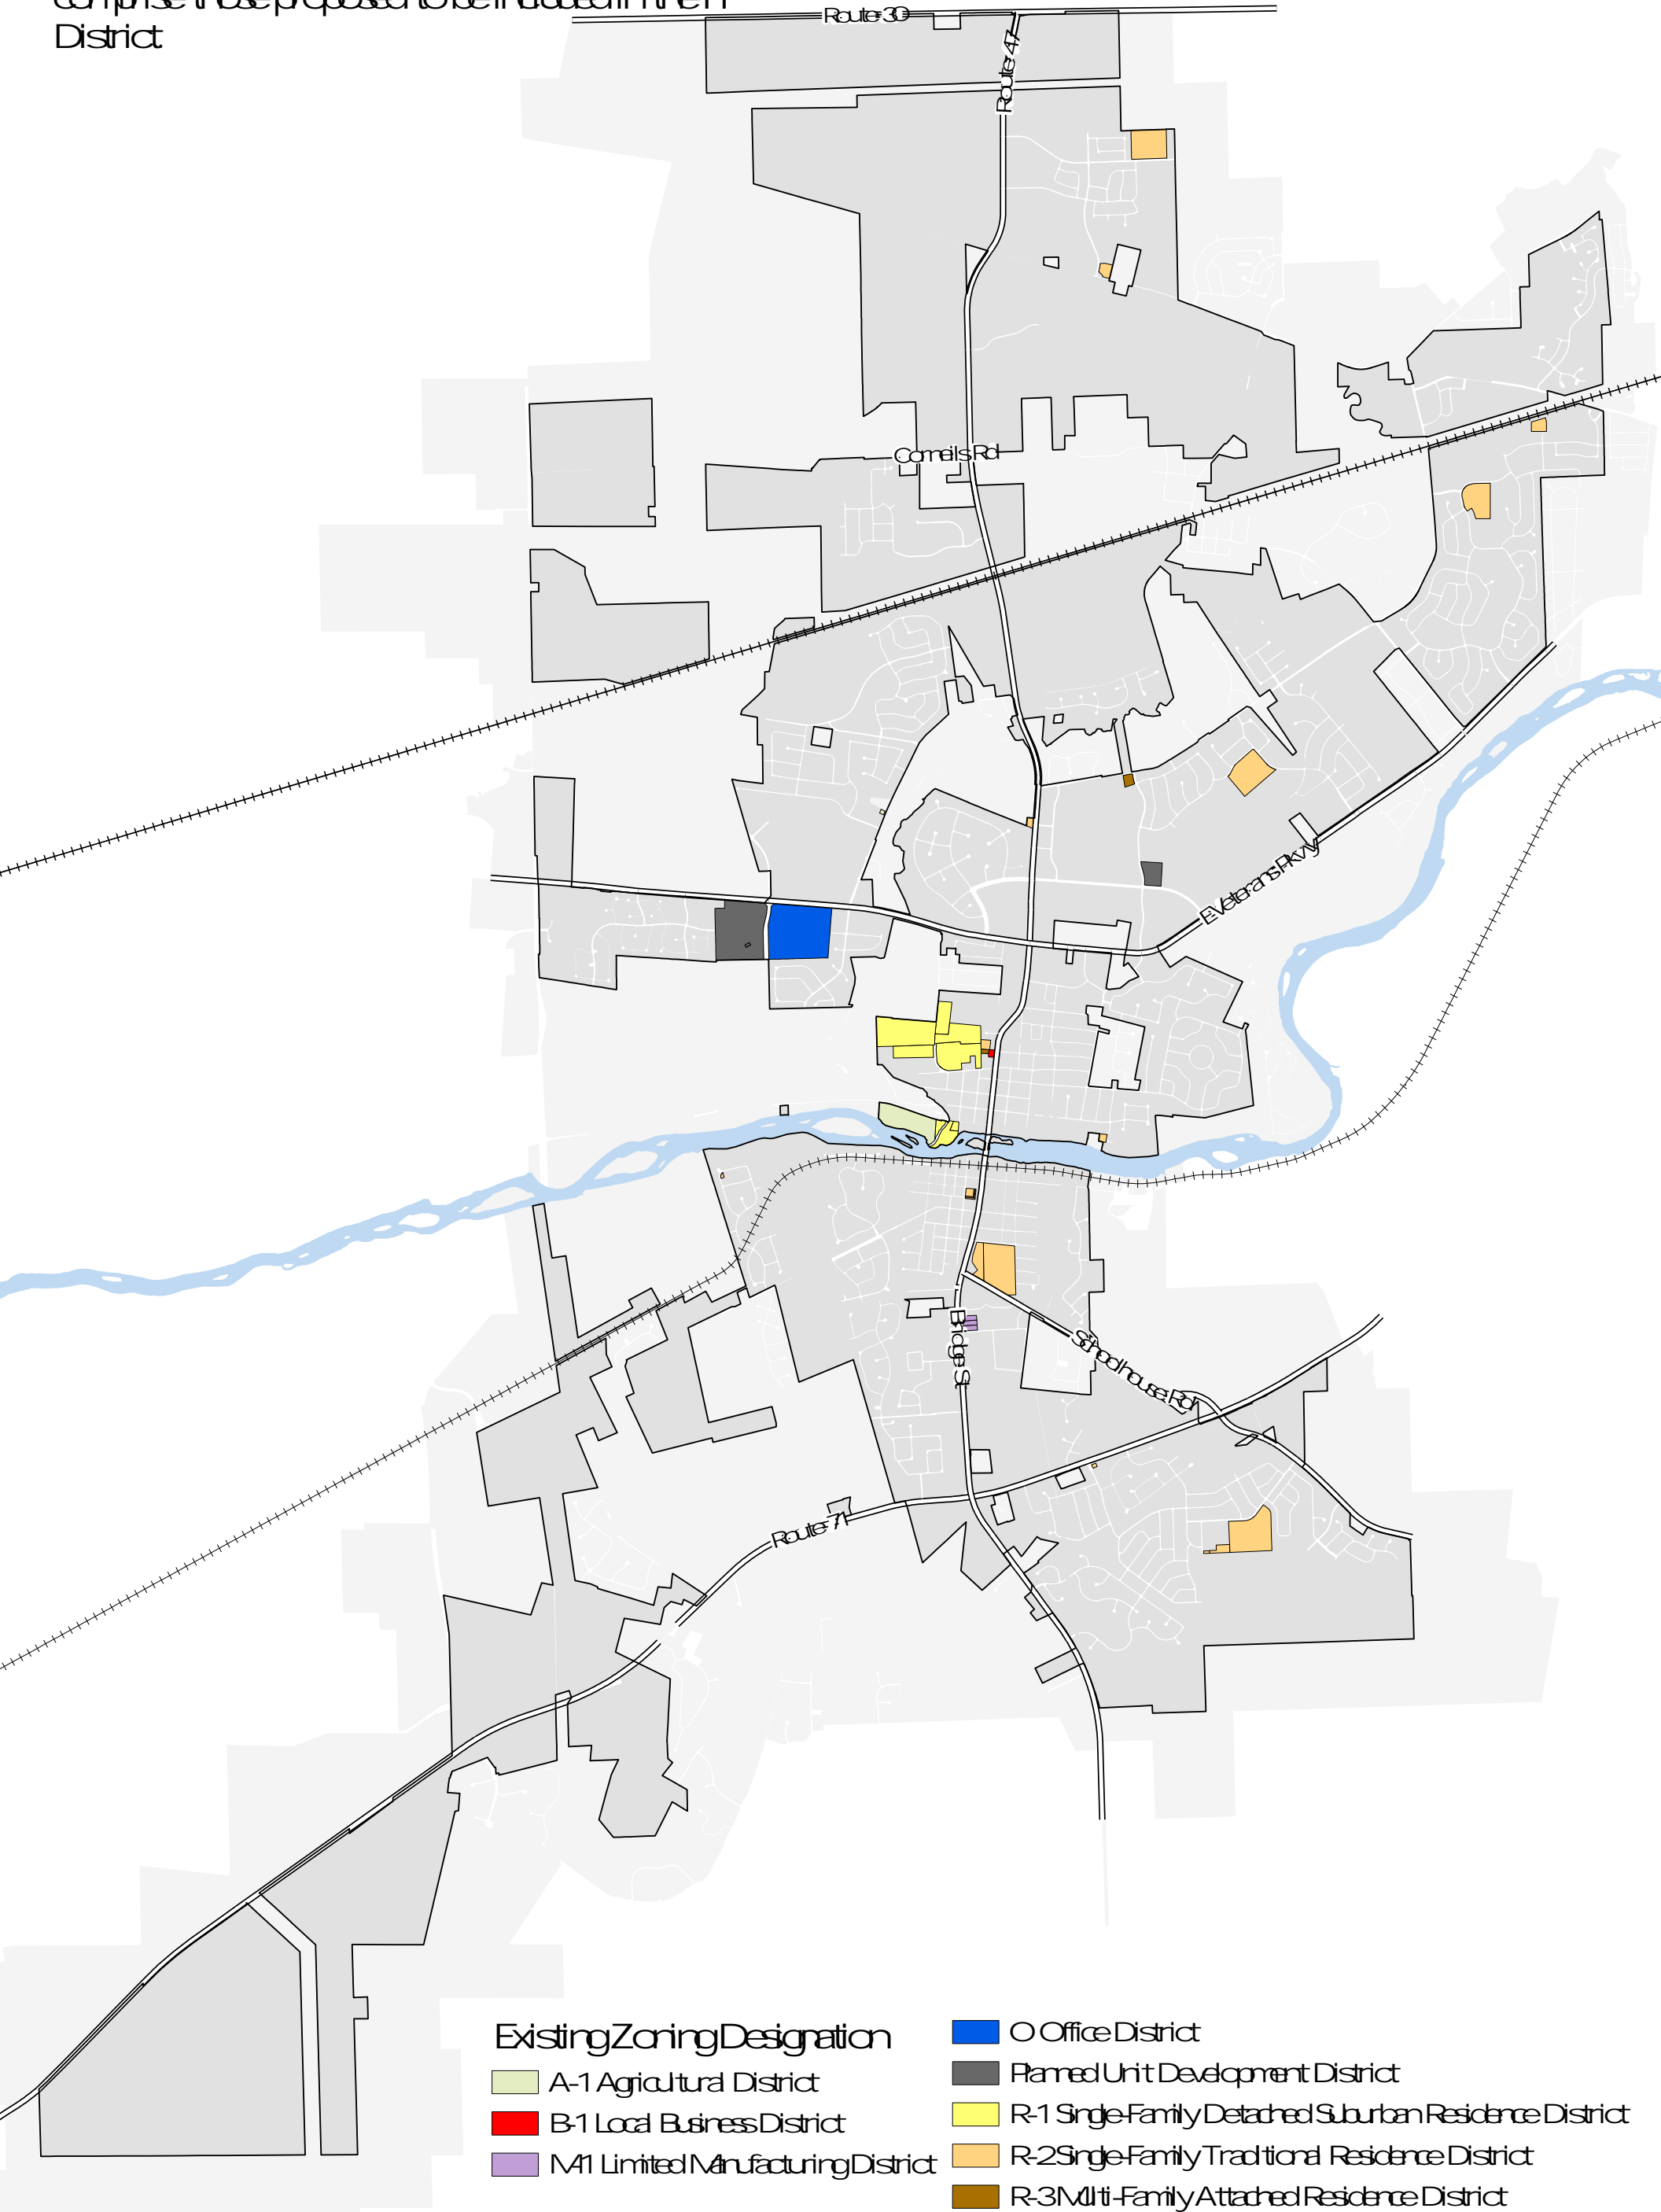 District
Route 30
Route 47
Corneils Rd
E Veterans Pkwy
Bridge St
Schoolhouse Rd
Route 71
Existing Zoning Designation
A-1 Agricultural District
B-1 Local Business District
M-1 Limited Manufacturing District
O Office District
Planned Unit Development District
R-1 Single-Family Detached Suburban Residence District
R-2 Single-Family Traditional Residence District
R-3 Multi-Family Attached Residence District